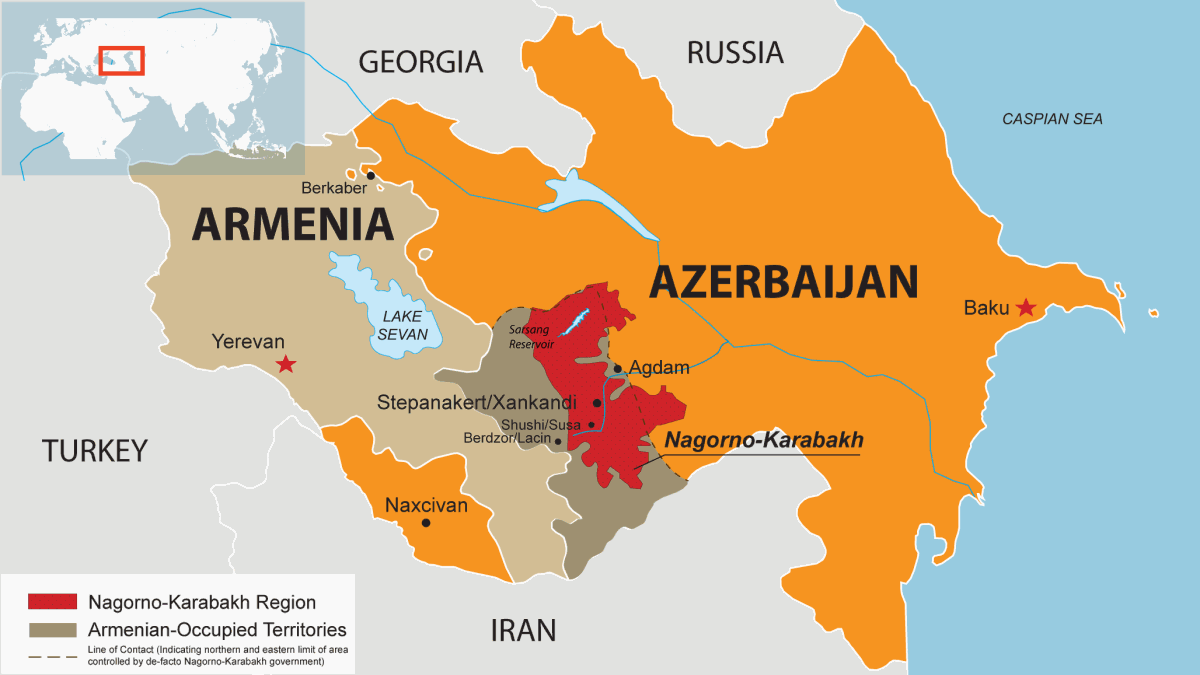 GEORGIA
RUSSIA
CASPIAN SEA
Berkaber
ARMENIA
AZERBAIJAN
LAKE
SEVAN
Sarsang
Reservoir
Baku
Yerevan
Agdam
Stepanakert/Xankandi
Shushi/Susa
Berdzor/Lacin
Nagorno-Karabakh
TURKEY
Naxcivan
IRAN
Nagorno-Karabakh Region
Armenian-Occupied Territories
Line of Contact (Indicating northern and eastern limit of area
controlled by de-facto Nagorno-Karabakh government)